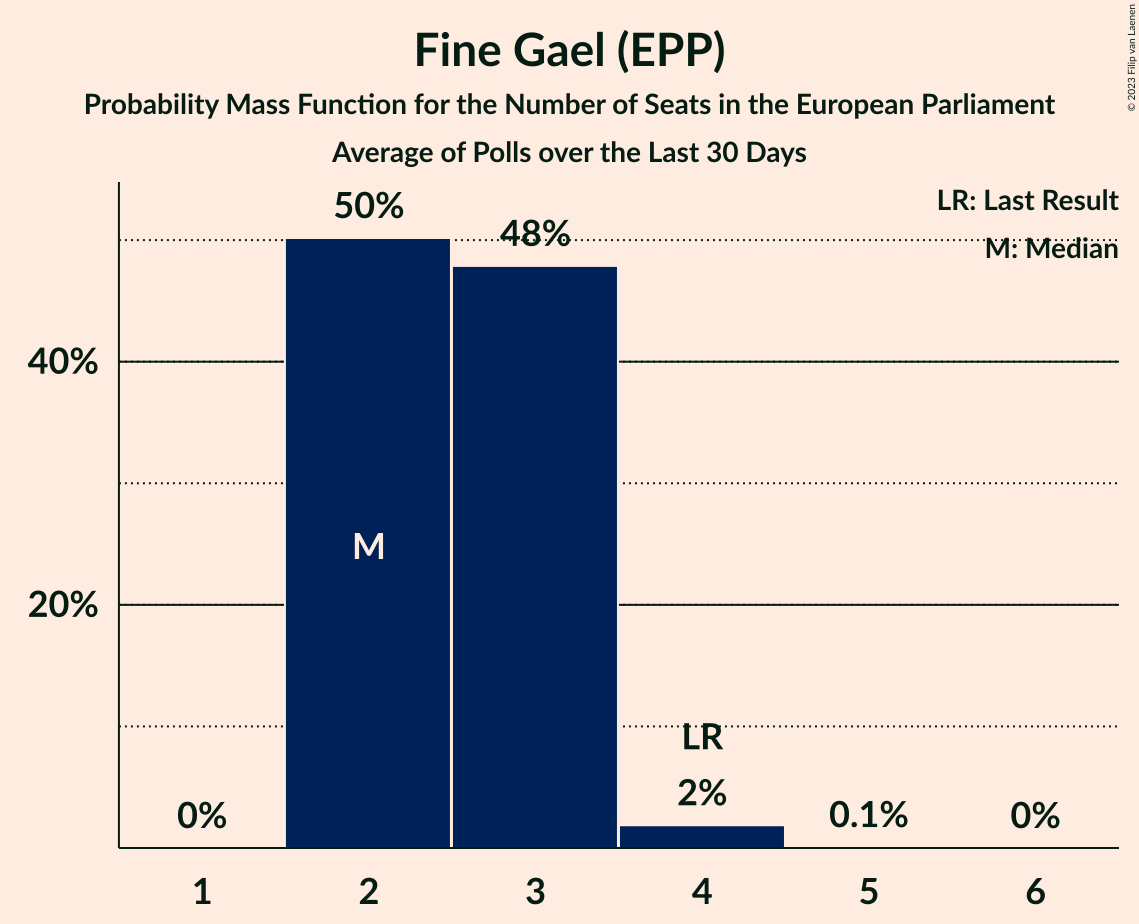 Fine Gael (EPP)
Probability Mass Function for the Number of Seats in the European Parliament
Average of Polls over the Last 30 Days
© 2023 Filip van Laenen
LR: Last Result
M: Median
50%
48%
40%
M
20%
LR
0%
2%
0.1%
0%
1 2 3 4 5 6